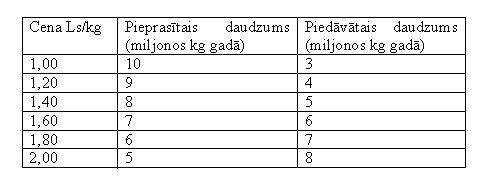 Cena Ls/kg Pieprasītais daudzums Piedāvātais daudzums
(miljonos kg gadā) (miljonos kg gadā)
1,00 10 3
1,20 9 4
1,40 8 5
1,60 7 6
1,80 6 7
2,00 5 8